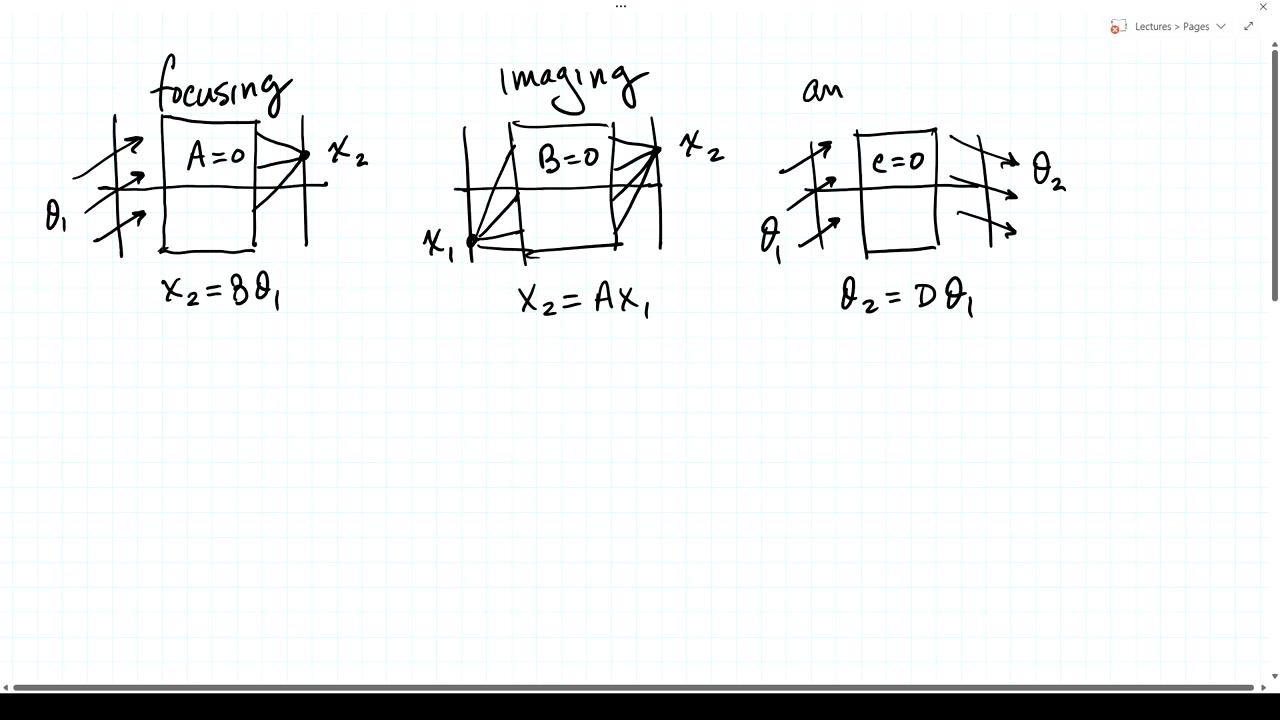 Lectures > Pages
focusing
A=0
x₂
θ₁
x₂ = Bθ₁
imaging
B=0
x₂
x₁
x₂ = Ax₁
an
C=0
θ₂
θ₁
θ₂ = Dθ₁